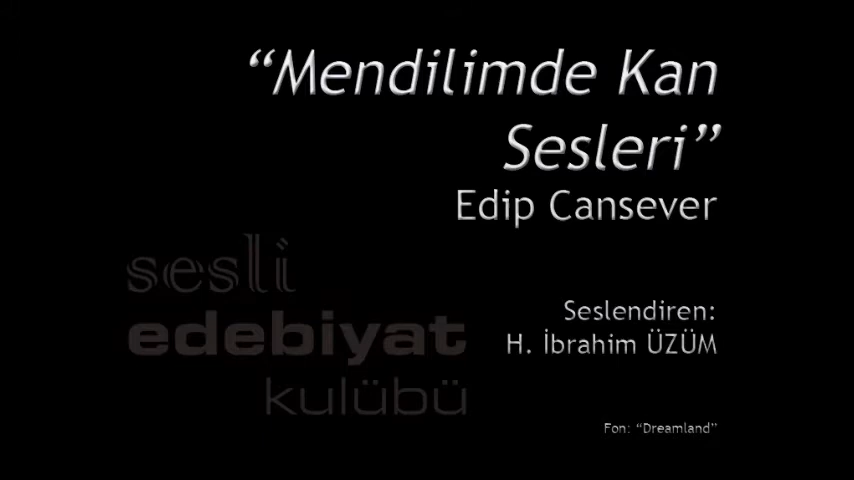 “Mendilimde Kan
Sesleri”
Edip Cansever
sesli
edebiyat
kulübü
Seslendiren:
H. İbrahim ÜZÜM
Fon: “Dreamland”